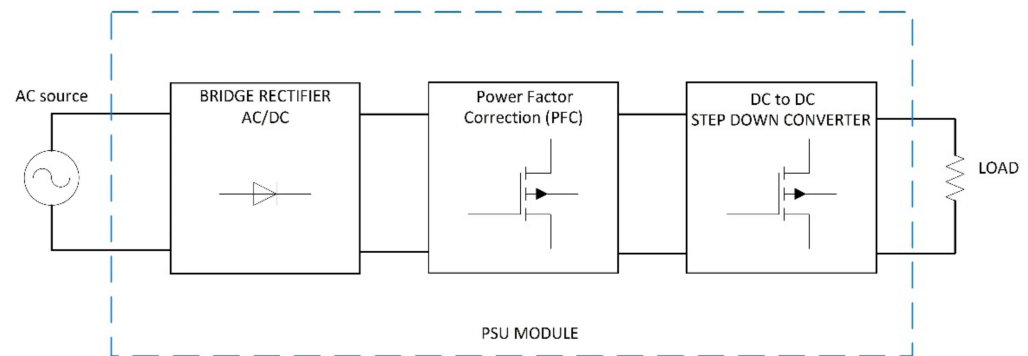 AC source
BRIDGE RECTIFIER
AC/DC
Power Factor
Correction (PFC)
DC to DC
STEP DOWN CONVERTER
LOAD
PSU MODULE